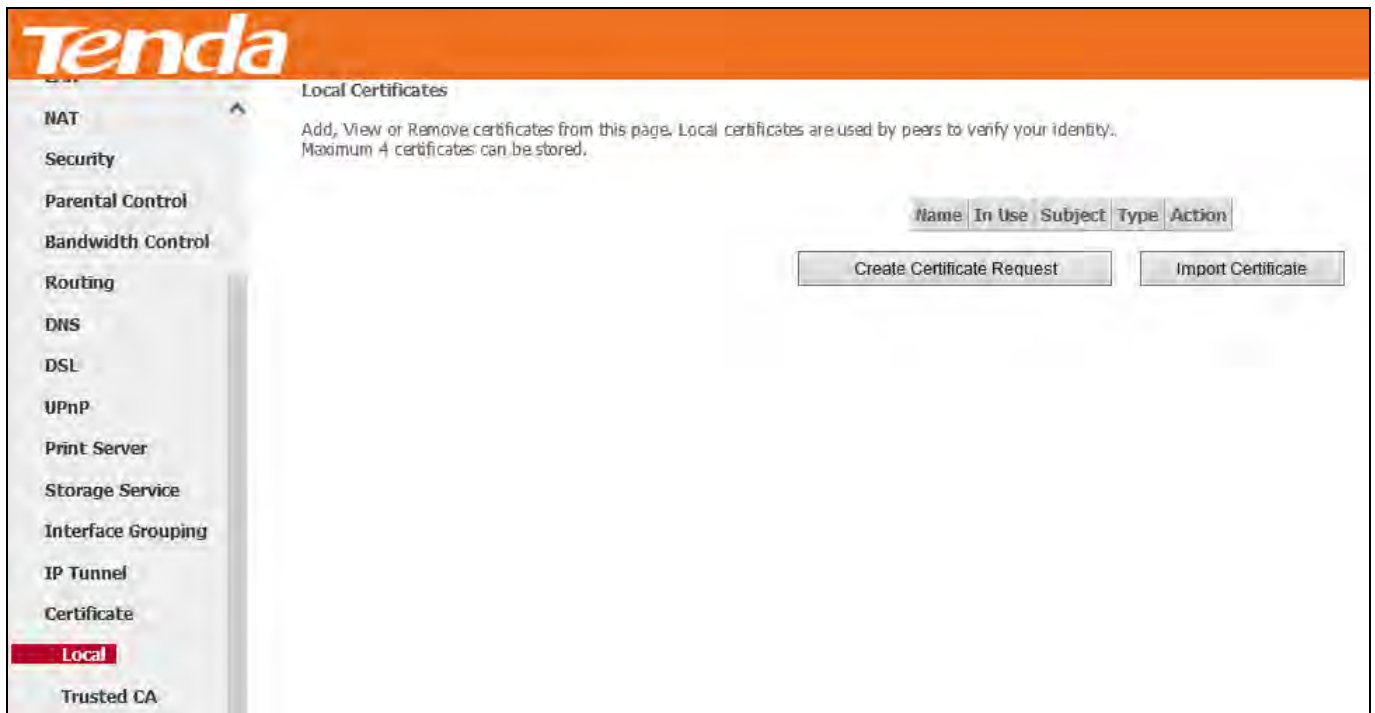 Tenda
NAT
Security
Parental Control
Bandwidth Control
Routing
DNS
DSL
UPnP
Print Server
Storage Service
Interface Grouping
IP Tunnel
Certificate
Local
Trusted CA
Local Certificates
Add, View or Remove certificates from this page. Local certificates are used by peers to verify your identity..
Maximum 4 certificates can be stored.
Name In Use Subject Type Action
Create Certificate Request Import Certificate